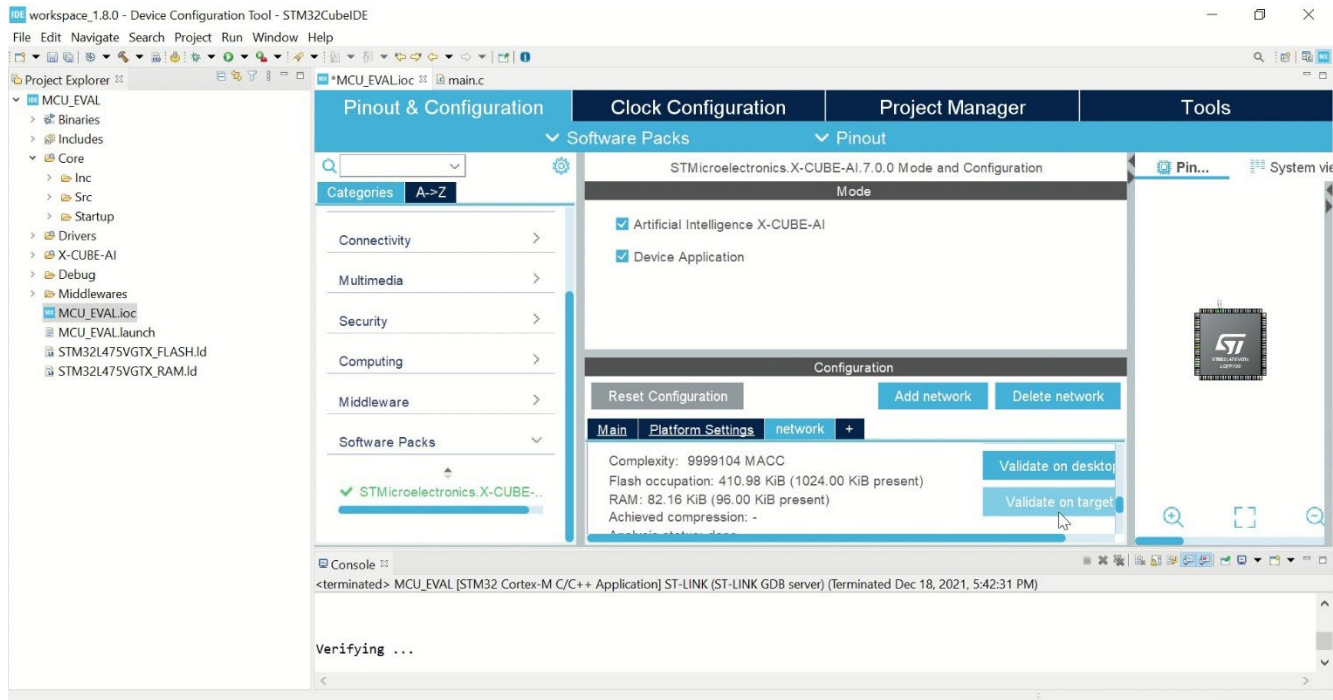 IDE workspace_1.8.0 - Device Configuration Tool - STM32CubeIDE
File Edit Navigate Search Project Run Window Help
Project Explorer
*MCU_EVAL.ioc main.c
MCU_EVAL
Binaries
Includes
Core
Inc
Src
Startup
Drivers
X-CUBE-AI
Debug
Middlewares
MX MCU_EVAL.ioc
MCU_EVAL.launch
STM32L475VGTX_FLASH.ld
STM32L475VGTX_RAM.ld
Pinout & Configuration Clock Configuration Project Manager Tools
Software Packs Pinout
Categories A->Z
Connectivity
Multimedia
Security
Computing
Middleware
Software Packs
STMicroelectronics.X-CUBE-..
STMicroelectronics.X-CUBE-AI.7.0.0 Mode and Configuration
Mode
Artificial Intelligence X-CUBE-AI
Device Application
Configuration
Reset Configuration Add network Delete network
Main Platform Settings network +
Complexity: 9999104 MACC
Flash occupation: 410.98 KiB (1024.00 KiB present)
RAM: 82.16 KiB (96.00 KiB present)
Achieved compression: -
Validate on desktop
Validate on target
Pin... System vie
ST
Console
<terminated> MCU_EVAL [STM32 Cortex-M C/C++ Application] ST-LINK (ST-LINK GDB server) (Terminated Dec 18, 2021, 5:42:31 PM)
Verifying ...